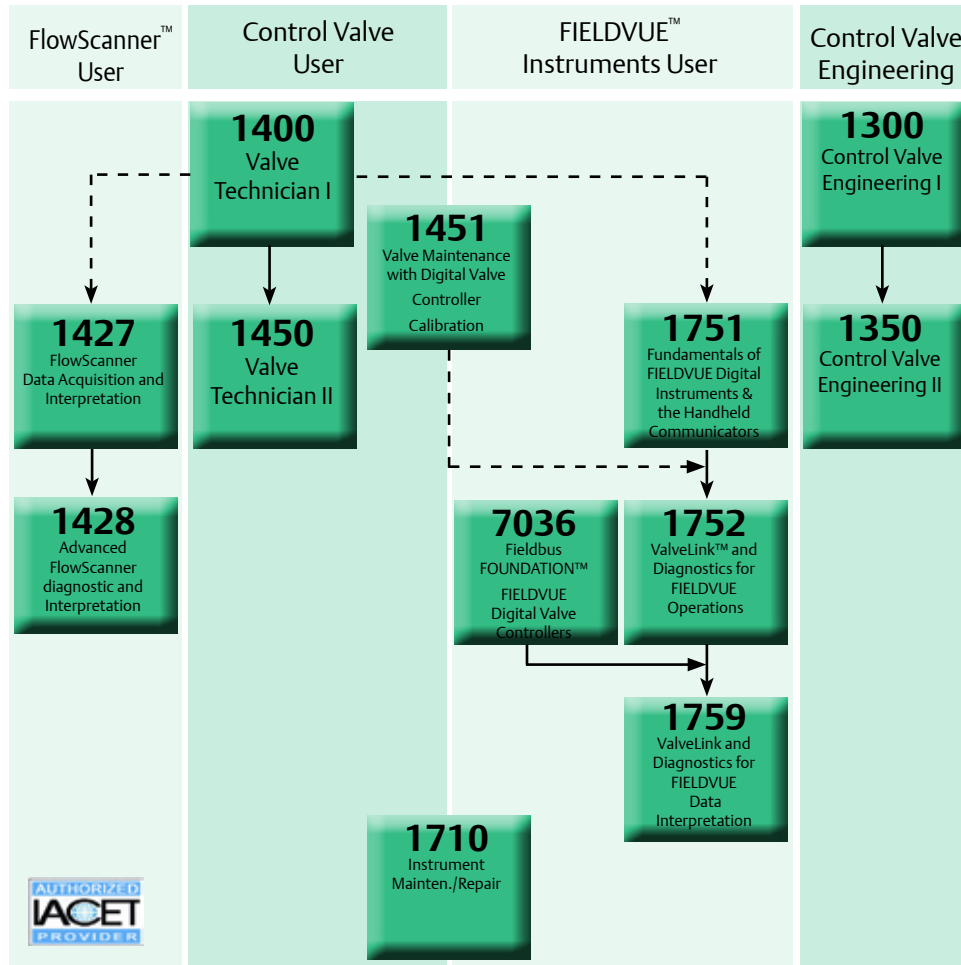 FlowScanner™
User
Control Valve
User
FIELDVUE™
Instruments User
Control Valve
Engineering
1400
Valve
Technician I
1300
Control Valve
Engineering I
1451
Valve Maintenance
with Digital Valve
Controller
Calibration
1427
FlowScanner
Data Acquisition and
Interpretation
1450
Valve
Technician II
1751
Fundamentals of
FIELDVUE Digital
Instruments &
the Handheld
Communicators
1350
Control Valve
Engineering II
1428
Advanced
FlowScanner
diagnostic and
Interpretation
7036
Fieldbus
FOUNDATION™
FIELDVUE
Digital Valve
Controllers
1752
ValveLink™ and
Diagnostics for
FIELDVUE
Operations
1759
ValveLink and
Diagnostics for
FIELDVUE
Data
Interpretation
1710
Instrument
Mainten./Repair
AUTHORIZED
IACET
PROVIDER